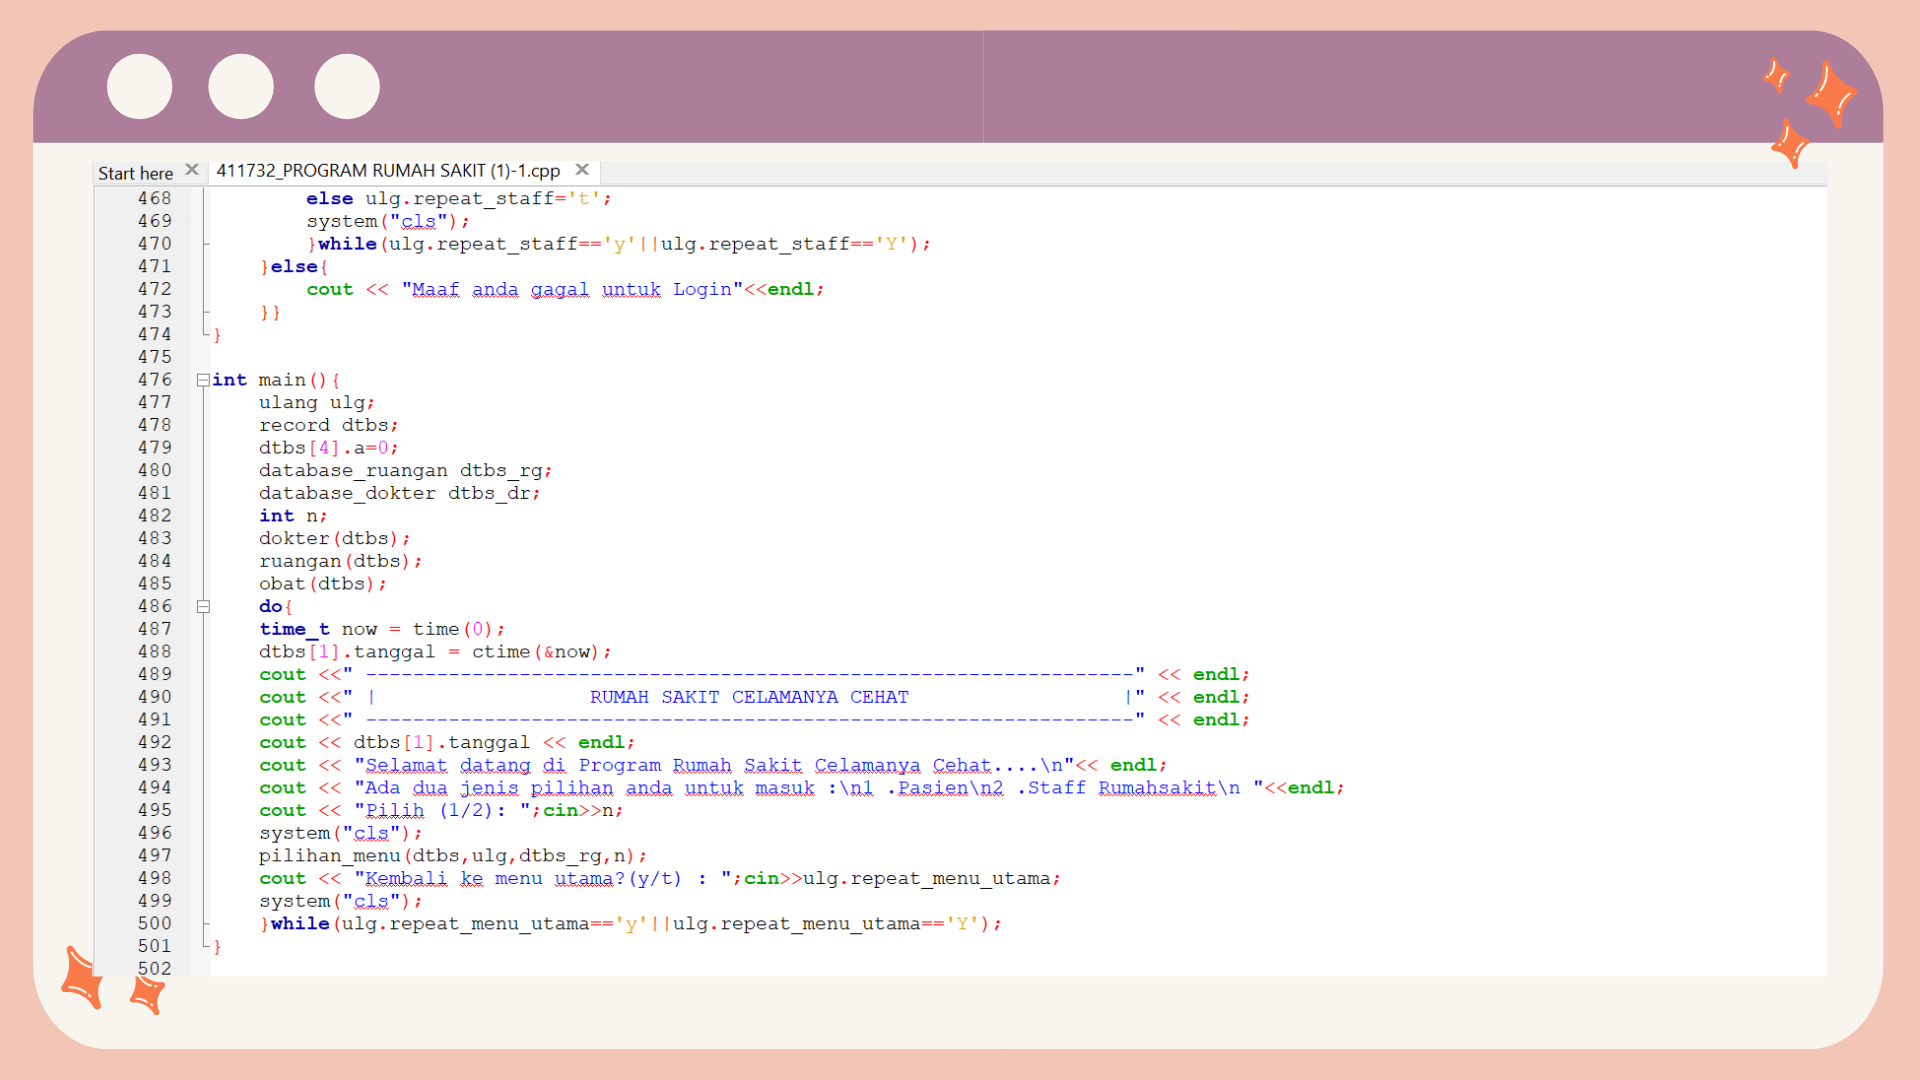 Start here
411732_PROGRAM RUMAH SAKIT (1)-1.cpp
468         else ulg.repeat_staff='t';
469         system("cls");
470         }while(ulg.repeat_staff=='y'||ulg.repeat_staff=='Y');
471     }else{
472         cout << "Maaf anda gagal untuk Login"<<endl;
473     }}
474 }
475
476 int main(){
477     ulang ulg;
478     record dtbs;
479     dtbs[4].a=0;
480     database_ruangan dtbs_rg;
481     database_dokter dtbs_dr;
482     int n;
483     dokter(dtbs);
484     ruangan(dtbs);
485     obat(dtbs);
486     do{
487     time_t now = time(0);
488     dtbs[1].tanggal = ctime(&now);
489     cout <<" -----------------------------------------------------------------" << endl;
490     cout <<" |                  RUMAH SAKIT CELAMANYA CEHAT                  |" << endl;
491     cout <<" -----------------------------------------------------------------" << endl;
492     cout << dtbs[1].tanggal << endl;
493     cout << "Selamat datang di Program Rumah Sakit Celamanya Cehat....\n"<< endl;
494     cout << "Ada dua jenis pilihan anda untuk masuk :\n1 .Pasien\n2 .Staff Rumahsakit\n "<<endl;
495     cout << "Pilih (1/2): ";cin>>n;
496     system("cls");
497     pilihan_menu(dtbs,ulg,dtbs_rg,n);
498     cout << "Kembali ke menu utama?(y/t) : ";cin>>ulg.repeat_menu_utama;
499     system("cls");
500     }while(ulg.repeat_menu_utama=='y'||ulg.repeat_menu_utama=='Y');
501 }
502